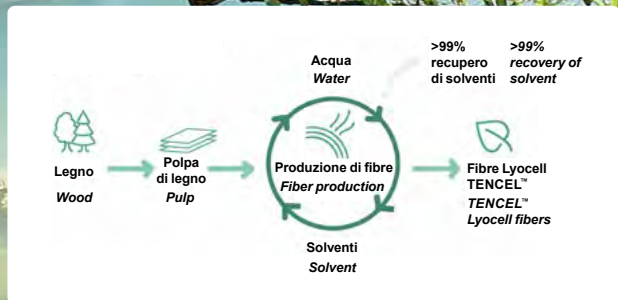 Legno
Wood
Polpa
di legno
Pulp
Acqua
Water
Produzione di fibre
Fiber production
Solventi
Solvent
>99%
recupero
di solventi
>99%
recovery of
solvent
Fibre Lyocell
TENCEL™
TENCEL™
Lyocell fibers